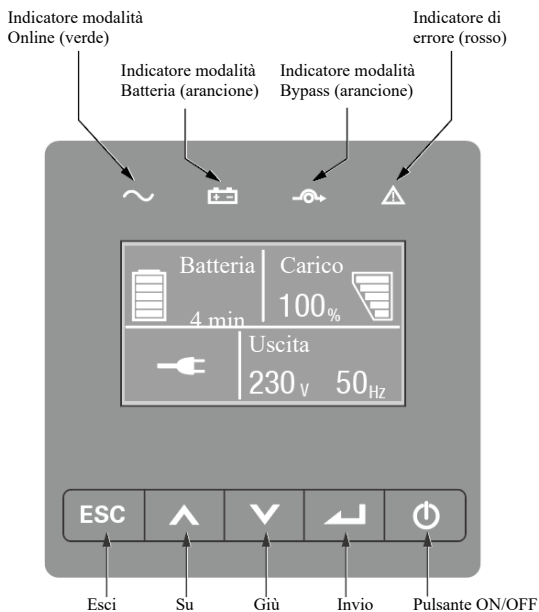 Indicatore modalità
Online (verde)
Indicatore di
errore (rosso)
Indicatore modalità
Batteria (arancione)
Indicatore modalità
Bypass (arancione)
Batteria
4 min
Carico
100%
Uscita
230 V 50Hz
ESC
Esci Su Giù Invio Pulsante ON/OFF